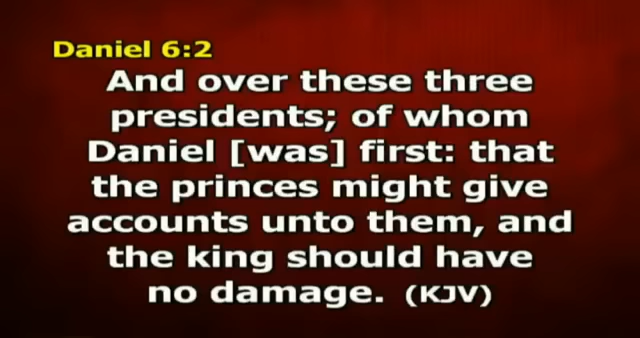 Daniel 6:2
And over these three
presidents; of whom
Daniel [was] first: that
the princes might give
accounts unto them, and
the king should have
no damage. (KJV)